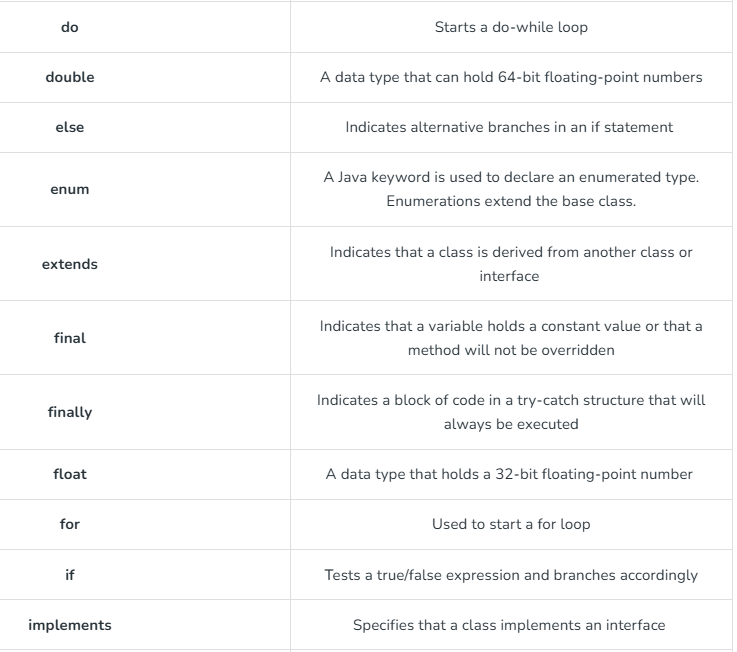 do
Starts a do-while loop
double
A data type that can hold 64-bit floating-point numbers
else
Indicates alternative branches in an if statement
enum
A Java keyword is used to declare an enumerated type.
Enumerations extend the base class.
extends
Indicates that a class is derived from another class or
interface
final
Indicates that a variable holds a constant value or that a
method will not be overridden
finally
Indicates a block of code in a try-catch structure that will
always be executed
float
A data type that holds a 32-bit floating-point number
for
Used to start a for loop
if
Tests a true/false expression and branches accordingly
implements
Specifies that a class implements an interface